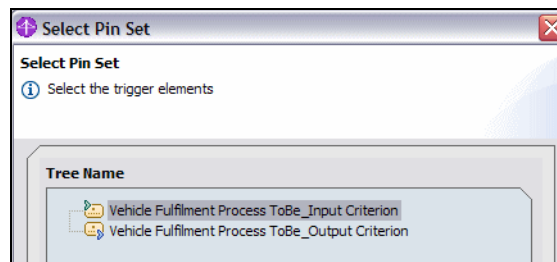 Select Pin Set
Select Pin Set
Select the trigger elements
Tree Name
Vehicle Fulfilment Process ToBe_Input Criterion
Vehicle Fulfilment Process ToBe_Output Criterion